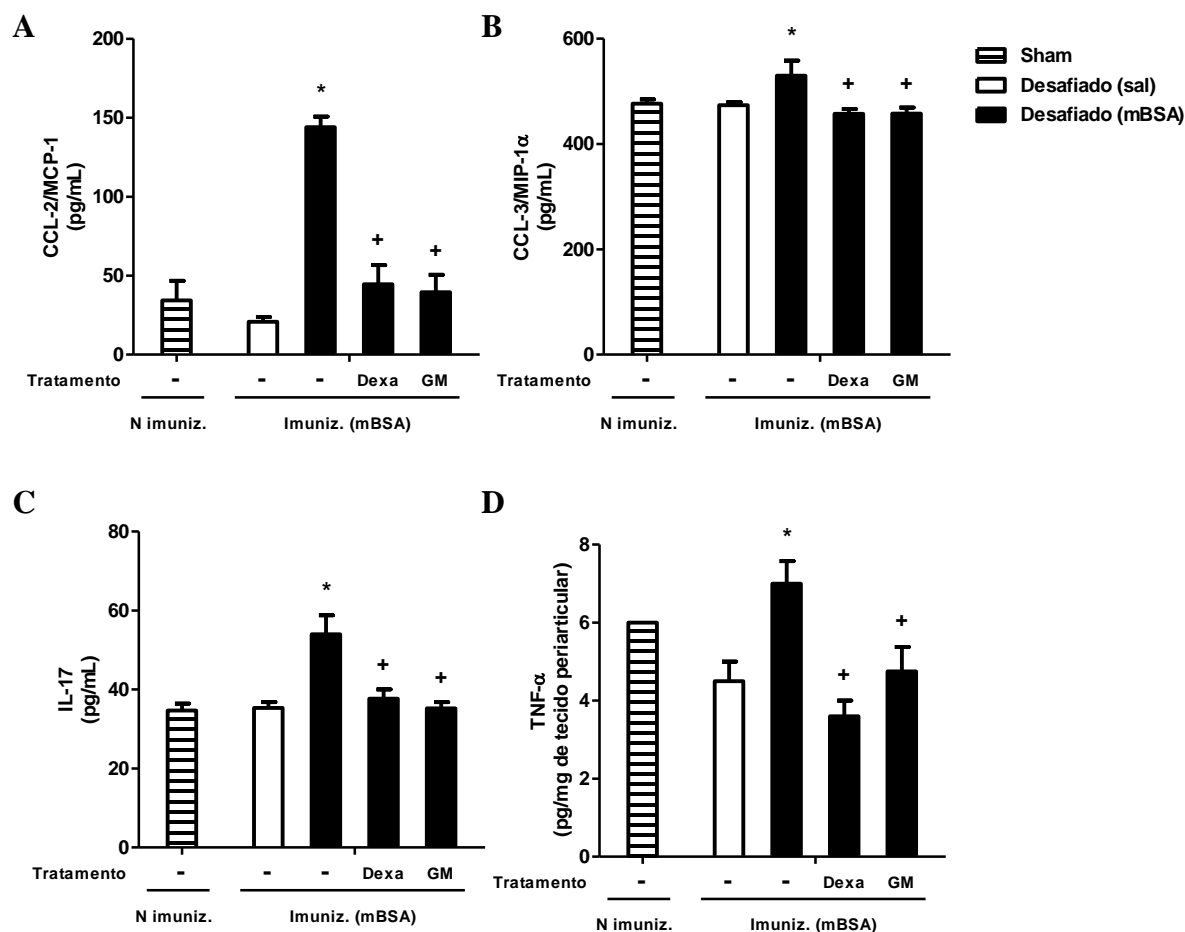 A
CCL-2/MCP-1
(pg/mL)
200
150
100
50
0
*
+
+
Tratamento
-
-
-
Dexa
GM
N imuniz.
Imuniz. (mBSA)
B
CCL-3/MIP-1α
(pg/mL)
600
400
200
0
*
+
+
Tratamento
-
-
-
Dexa
GM
N imuniz.
Imuniz. (mBSA)
Sham
Desafiado (sal)
Desafiado (mBSA)
C
IL-17
(pg/mL)
80
60
40
20
0
*
+
+
Tratamento
-
-
-
Dexa
GM
N imuniz.
Imuniz. (mBSA)
D
TNF-α
(pg/mg de tecido periarticular)
8
6
4
2
0
*
+
+
Tratamento
-
-
-
Dexa
GM
N imuniz.
Imuniz. (mBSA)